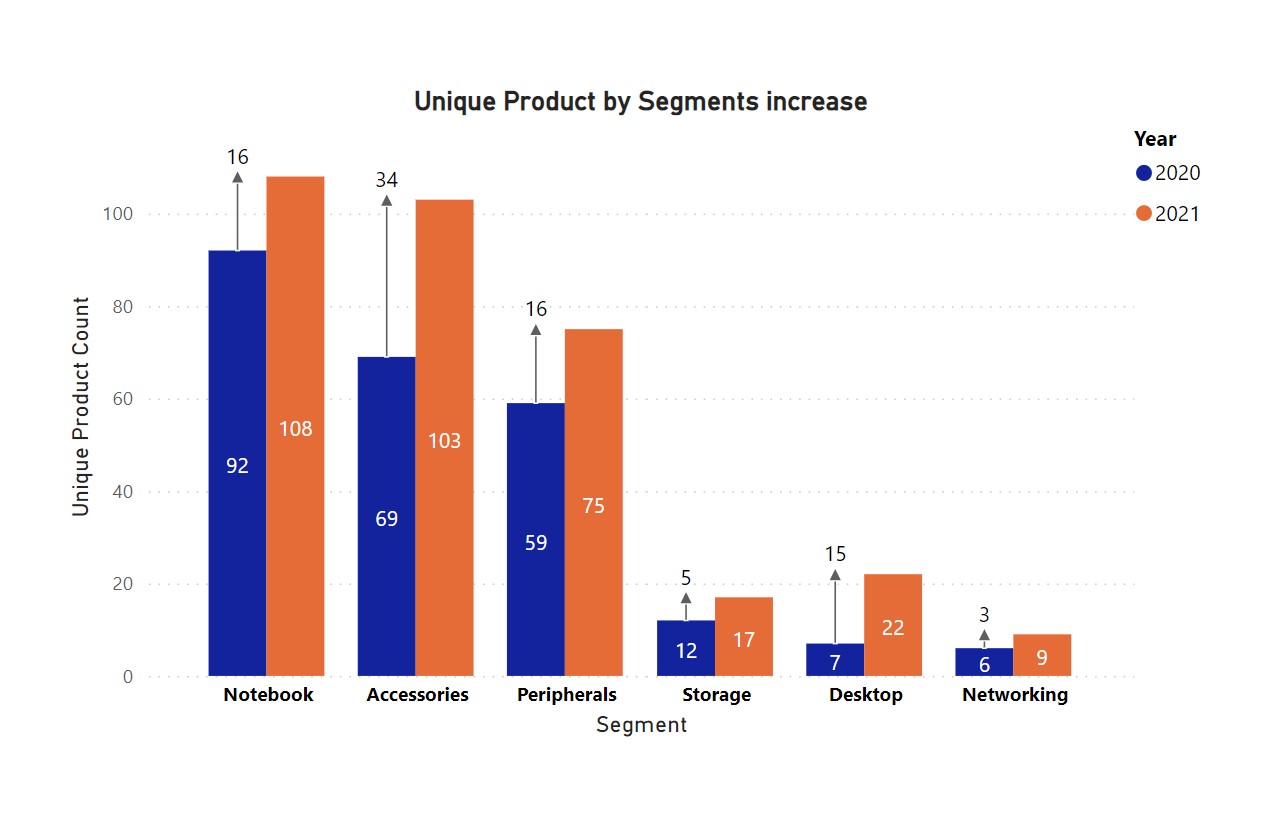 Unique Product by Segments increase
Year
2020
2021
Unique Product Count
100
80
60
40
20
0
16
92
108
34
69
103
16
59
75
5
12
17
15
7
22
3
6
9
Notebook
Accessories
Peripherals
Storage
Desktop
Networking
Segment